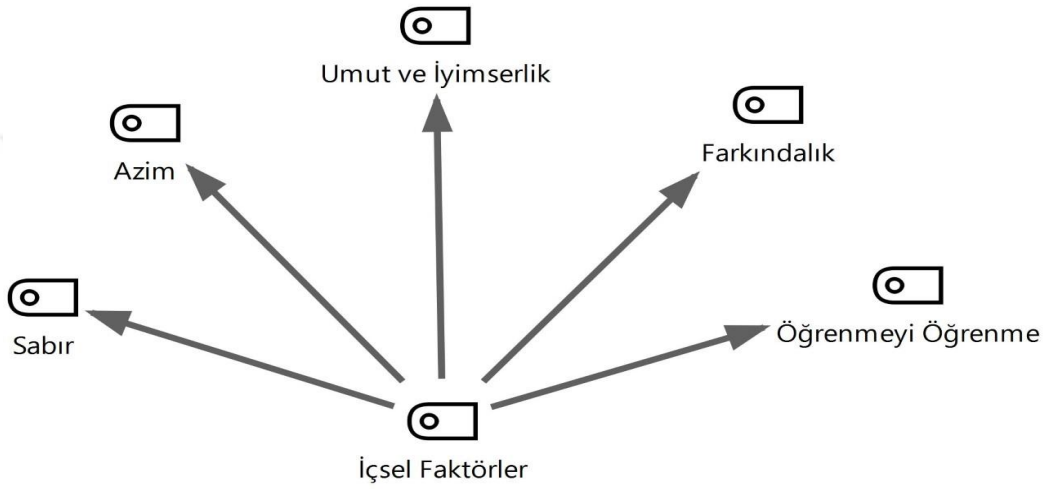 Umut ve İyimserlik
Azim
Farkındalık
Sabır
Öğrenmeyi Öğrenme
İçsel Faktörler